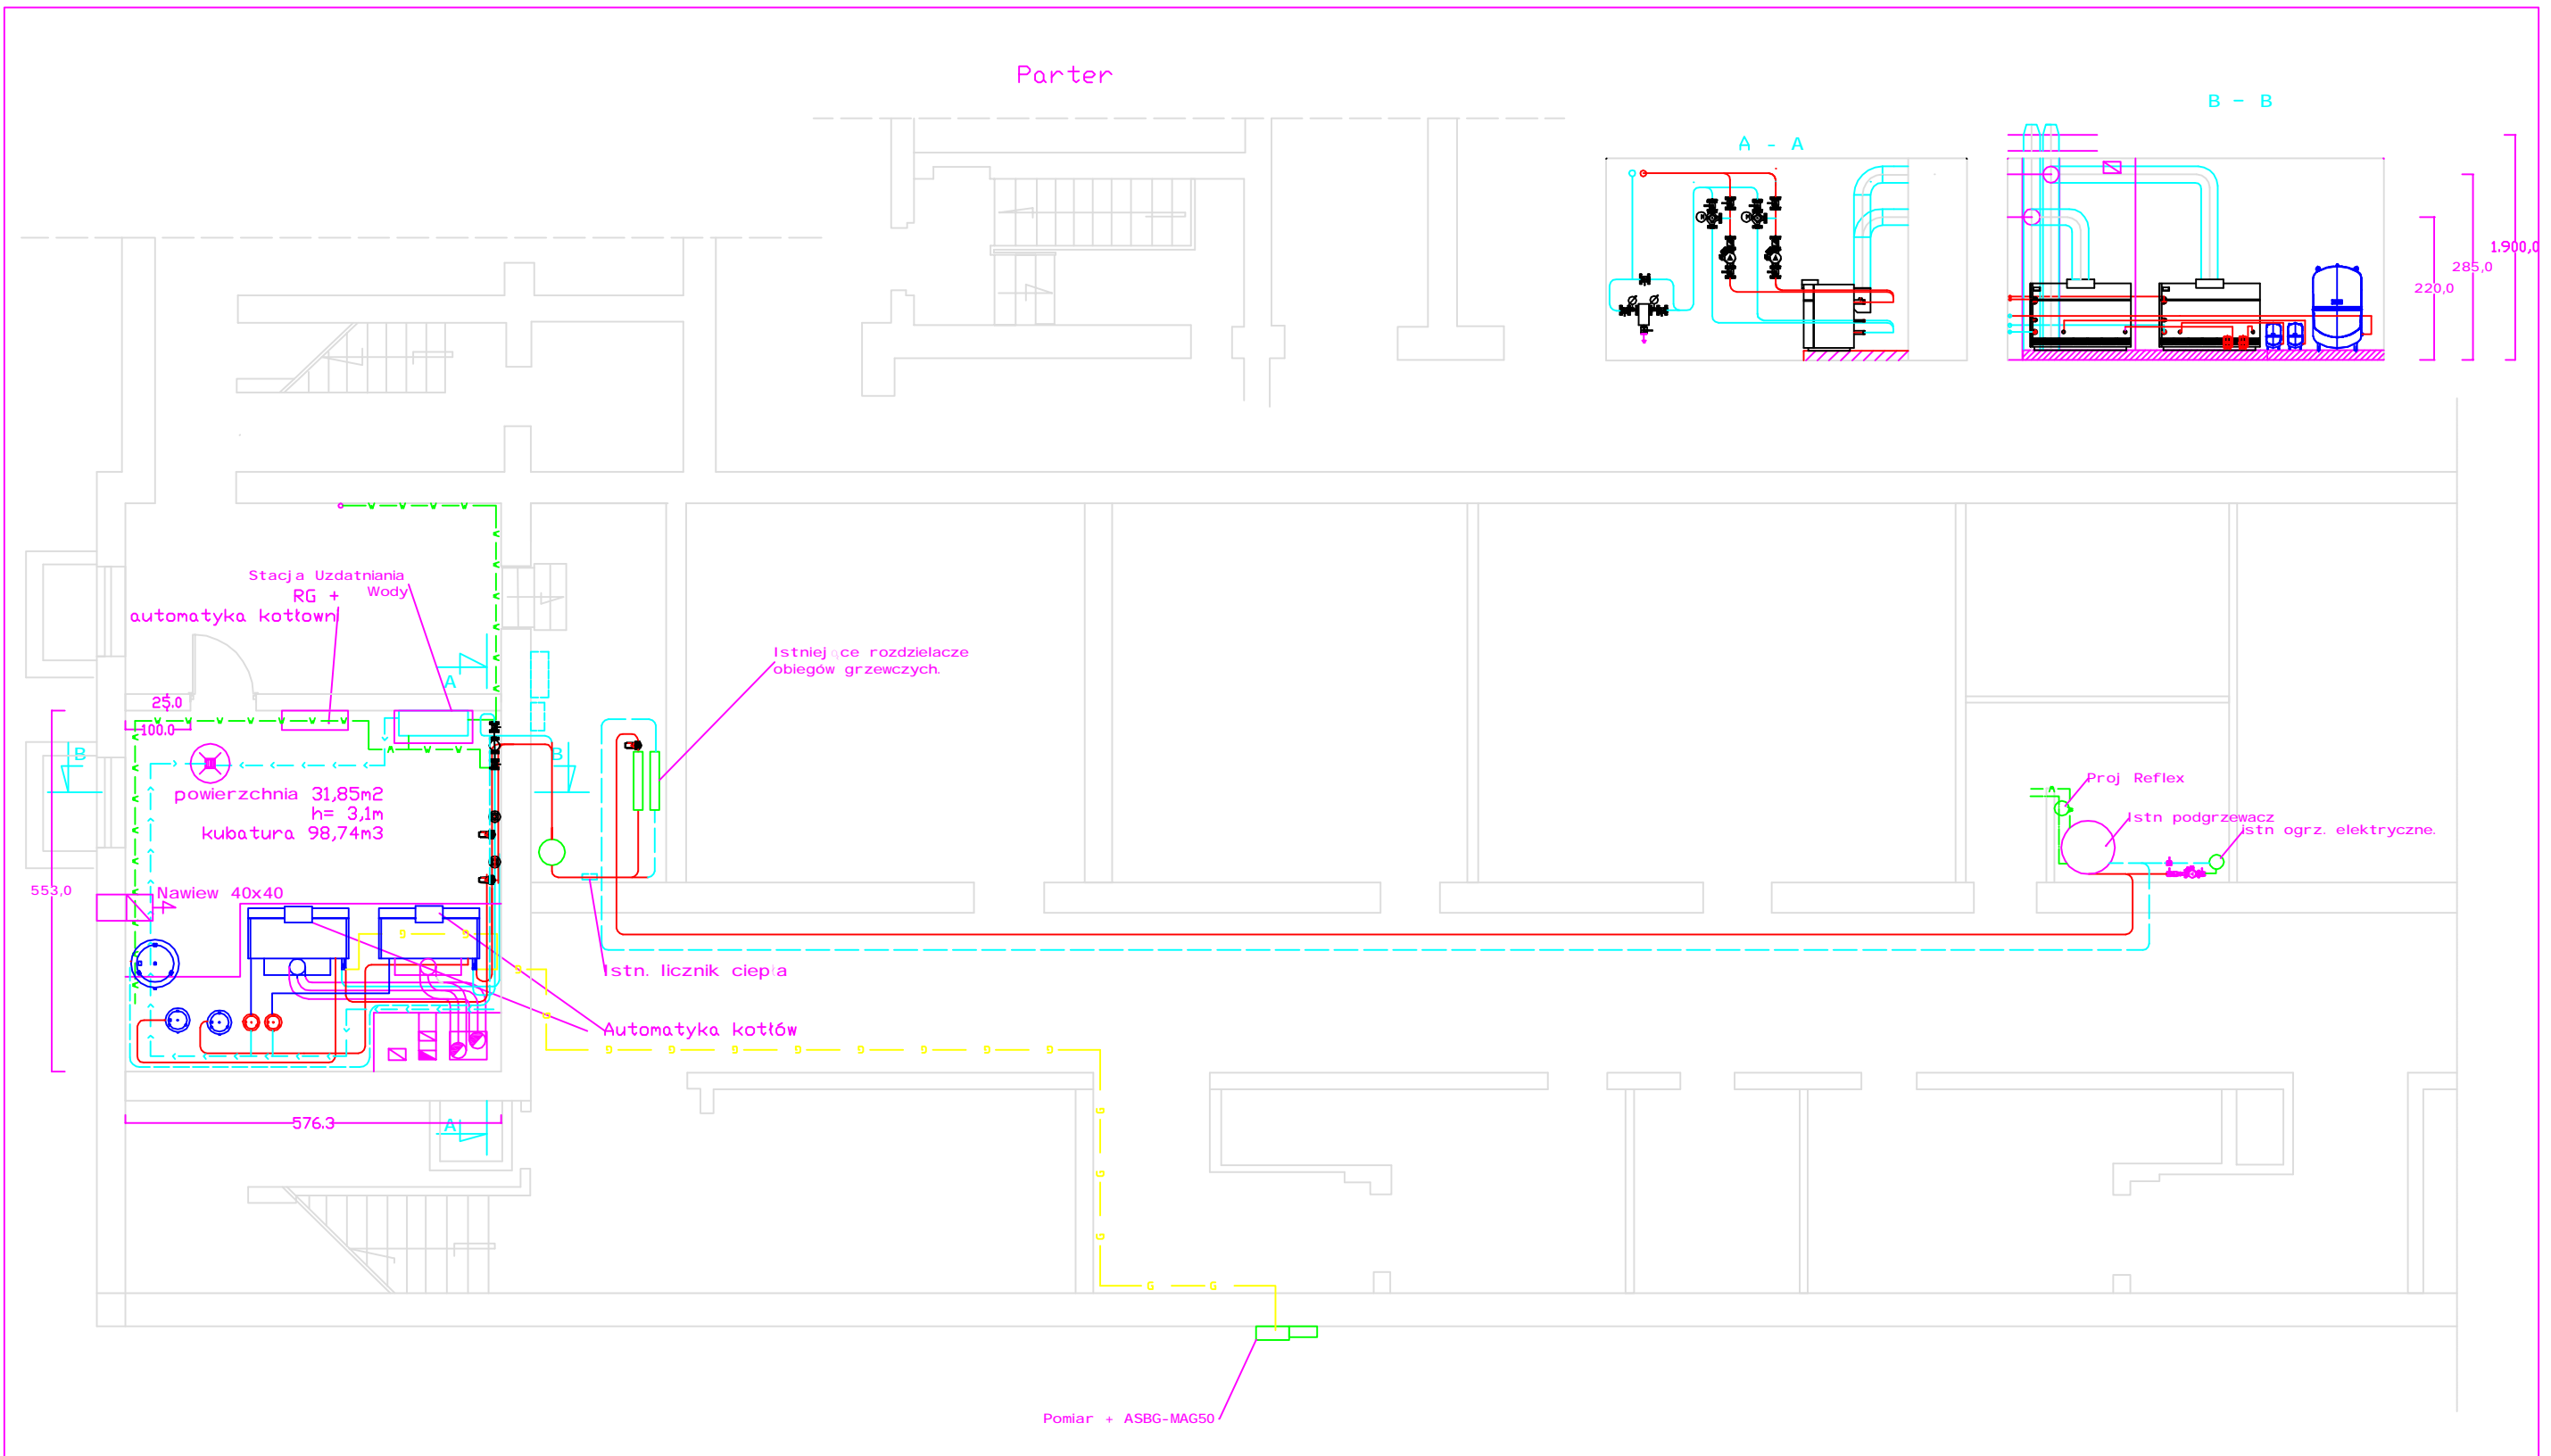 Parter
B - B
A - A
1.900,0
285,0
220,0
Stacja Uzdatniania
Wody
RG +
automatyka kotłowni
A
Istniejące rozdzielacze
obiegów grzewczych.
25.0
100.0
B
B
powierzchnia 31,85m2
h= 3,1m
kubatura 98,74m3
Proj Reflex
Istn podgrzewacz
istn ogrz. elektryczne.
553,0
Nawiew 40x40
Istn. licznik ciepła
Automatyka kotłów
G G
G
G
G G G G G G G G
G
G
G
G G
576.3
A
Pomiar + ASBG-MAG50